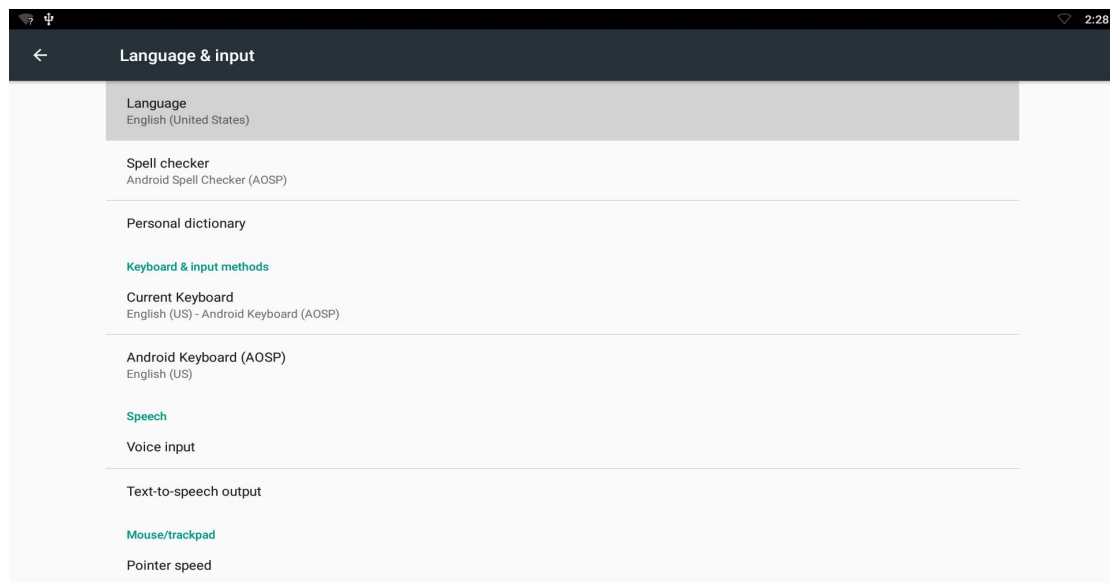 2:28
Language & input
Language
English (United States)
Spell checker
Android Spell Checker (AOSP)
Personal dictionary
Keyboard & input methods
Current Keyboard
English (US) - Android Keyboard (AOSP)
Android Keyboard (AOSP)
English (US)
Speech
Voice input
Text-to-speech output
Mouse/trackpad
Pointer speed